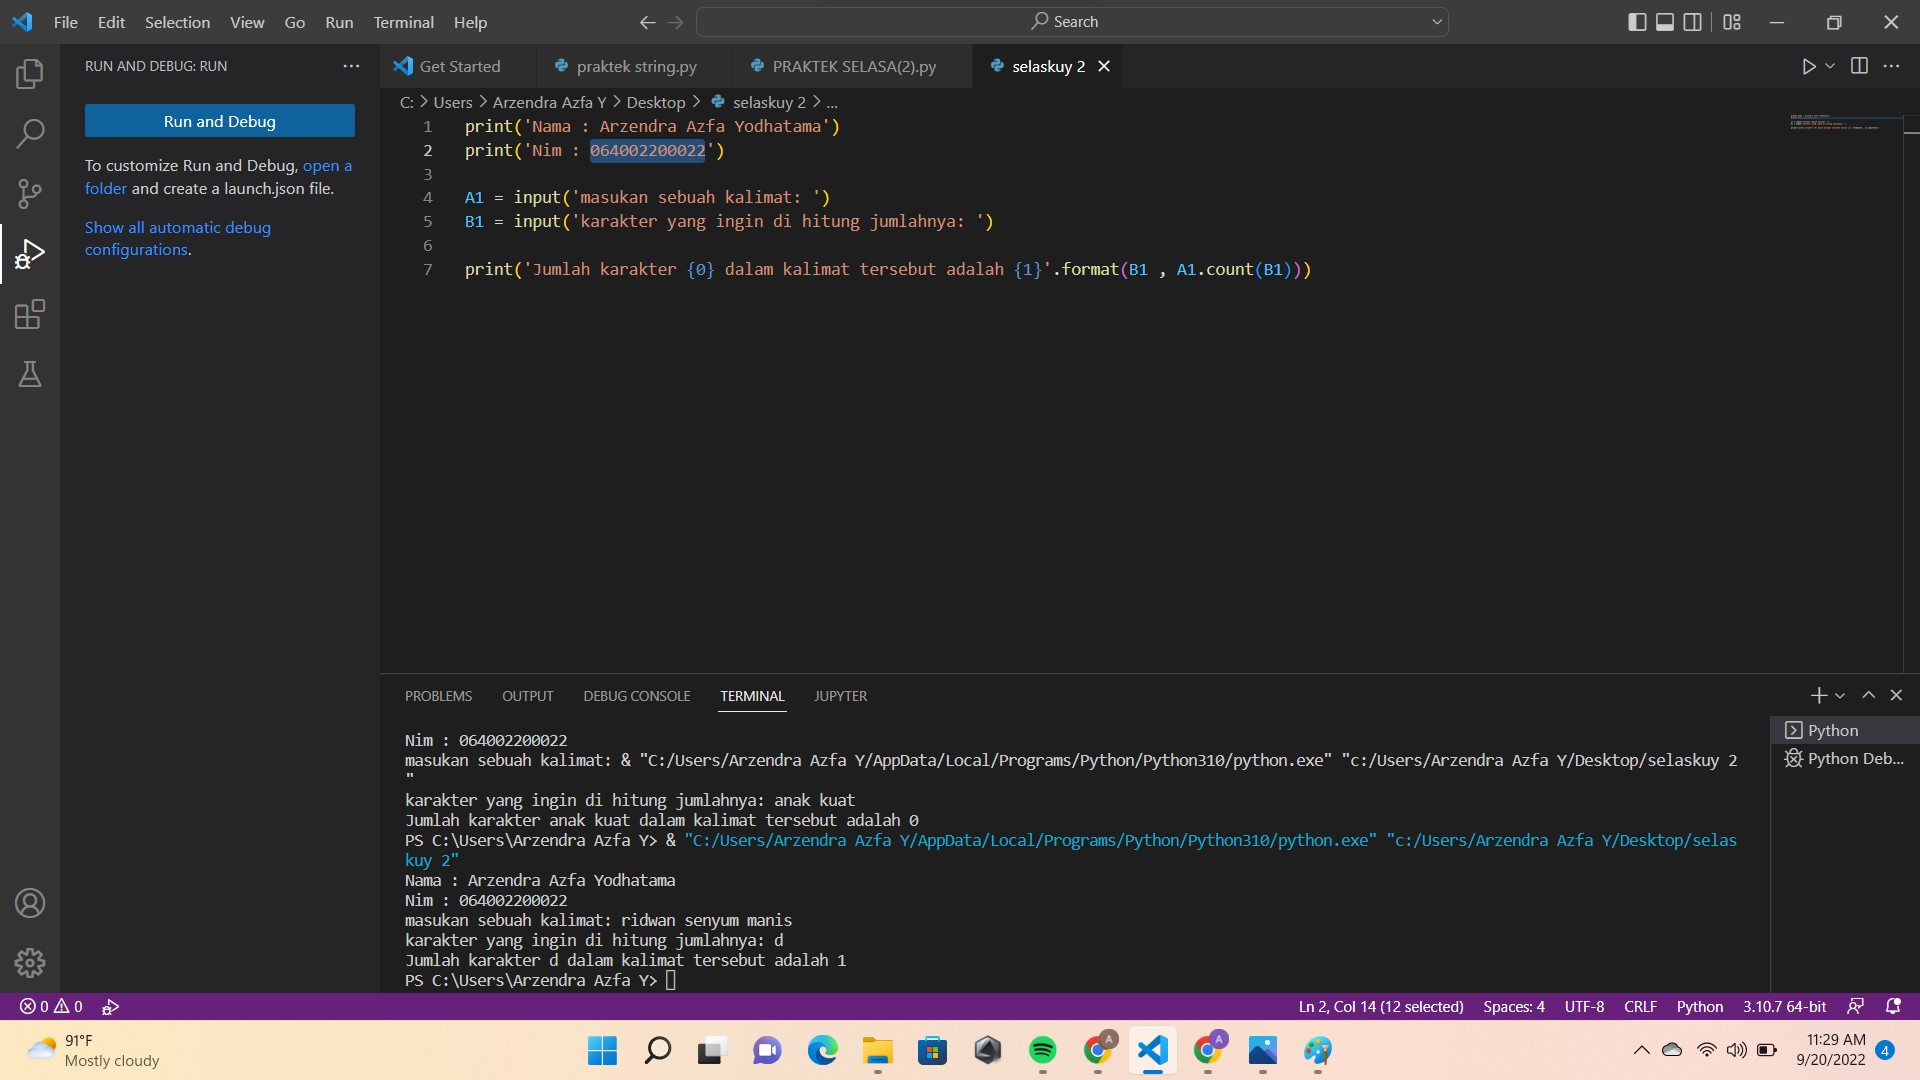 File Edit Selection View Go Run Terminal Help
Search
RUN AND DEBUG: RUN
Run and Debug
To customize Run and Debug, open a
folder and create a launch.json file.
Show all automatic debug
configurations.
Get Started praktek string.py PRAKTEK SELASA(2).py selaskuy 2
C: > Users > Arzendra Azfa Y > Desktop > selaskuy 2 > ...
1 print('Nama : Arzendra Azfa Yodhatama')
2 print('Nim : 064002200022')
3
4 A1 = input('masukan sebuah kalimat: ')
5 B1 = input('karakter yang ingin di hitung jumlahnya: ')
6
7 print('Jumlah karakter {0} dalam kalimat tersebut adalah {1}'.format(B1 , A1.count(B1)))
PROBLEMS OUTPUT DEBUG CONSOLE TERMINAL JUPYTER
Nim : 064002200022
masukan sebuah kalimat: & "C:/Users/Arzendra Azfa Y/AppData/Local/Programs/Python/Python310/python.exe" "c:/Users/Arzendra Azfa Y/Desktop/selaskuy 2
"
karakter yang ingin di hitung jumlahnya: anak kuat
Jumlah karakter anak kuat dalam kalimat tersebut adalah 0
PS C:\Users\Arzendra Azfa Y> & "C:/Users/Arzendra Azfa Y/AppData/Local/Programs/Python/Python310/python.exe" "c:/Users/Arzendra Azfa Y/Desktop/selas
kuy 2"
Nama : Arzendra Azfa Yodhatama
Nim : 064002200022
masukan sebuah kalimat: ridwan senyum manis
karakter yang ingin di hitung jumlahnya: d
Jumlah karakter d dalam kalimat tersebut adalah 1
PS C:\Users\Arzendra Azfa Y>
Python
Python Deb...
0 0
Ln 2, Col 14 (12 selected) Spaces: 4 UTF-8 CRLF Python 3.10.7 64-bit
91°F
Mostly cloudy
A A
11:29 AM
9/20/2022
4